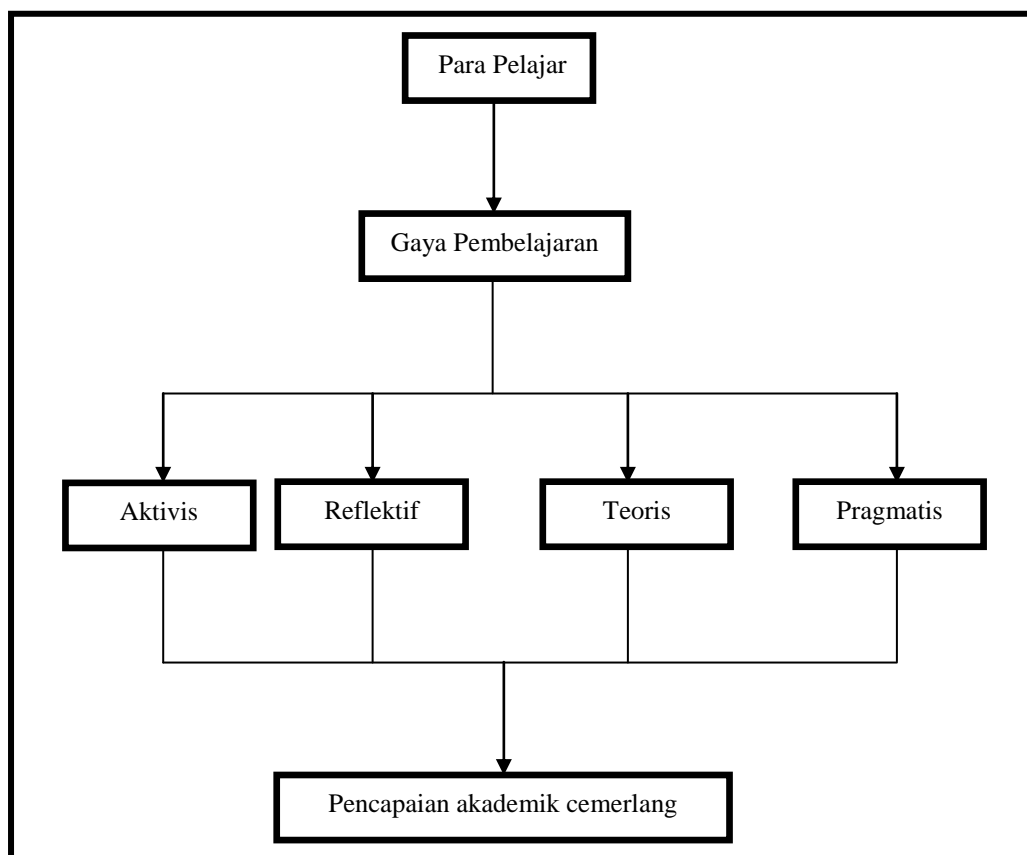 Para Pelajar
Gaya Pembelajaran
Aktivis
Reflektif
Teoris
Pragmatis
Pencapaian akademik cemerlang